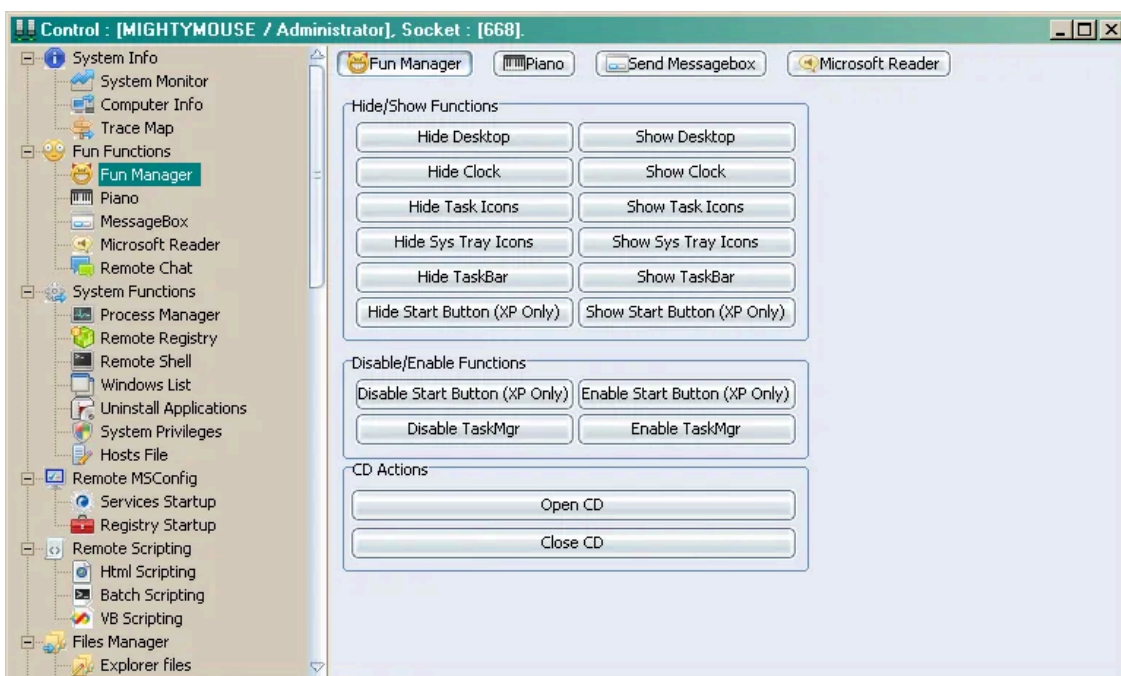 Control : [MIGHTYMOUSE / Administrator], Socket : [668].
System Info
System Monitor
Computer Info
Trace Map
Fun Functions
Fun Manager
Piano
MessageBox
Microsoft Reader
Remote Chat
System Functions
Process Manager
Remote Registry
Remote Shell
Windows List
Uninstall Applications
System Privileges
Hosts File
Remote MSConfig
Services Startup
Registry Startup
Remote Scripting
Html Scripting
Batch Scripting
VB Scripting
Files Manager
Explorer files
Fun Manager Piano Send Messagebox Microsoft Reader
Hide/Show Functions
Hide Desktop Show Desktop
Hide Clock Show Clock
Hide Task Icons Show Task Icons
Hide Sys Tray Icons Show Sys Tray Icons
Hide TaskBar Show TaskBar
Hide Start Button (XP Only) Show Start Button (XP Only)
Disable/Enable Functions
Disable Start Button (XP Only) Enable Start Button (XP Only)
Disable TaskMgr Enable TaskMgr
CD Actions
Open CD
Close CD